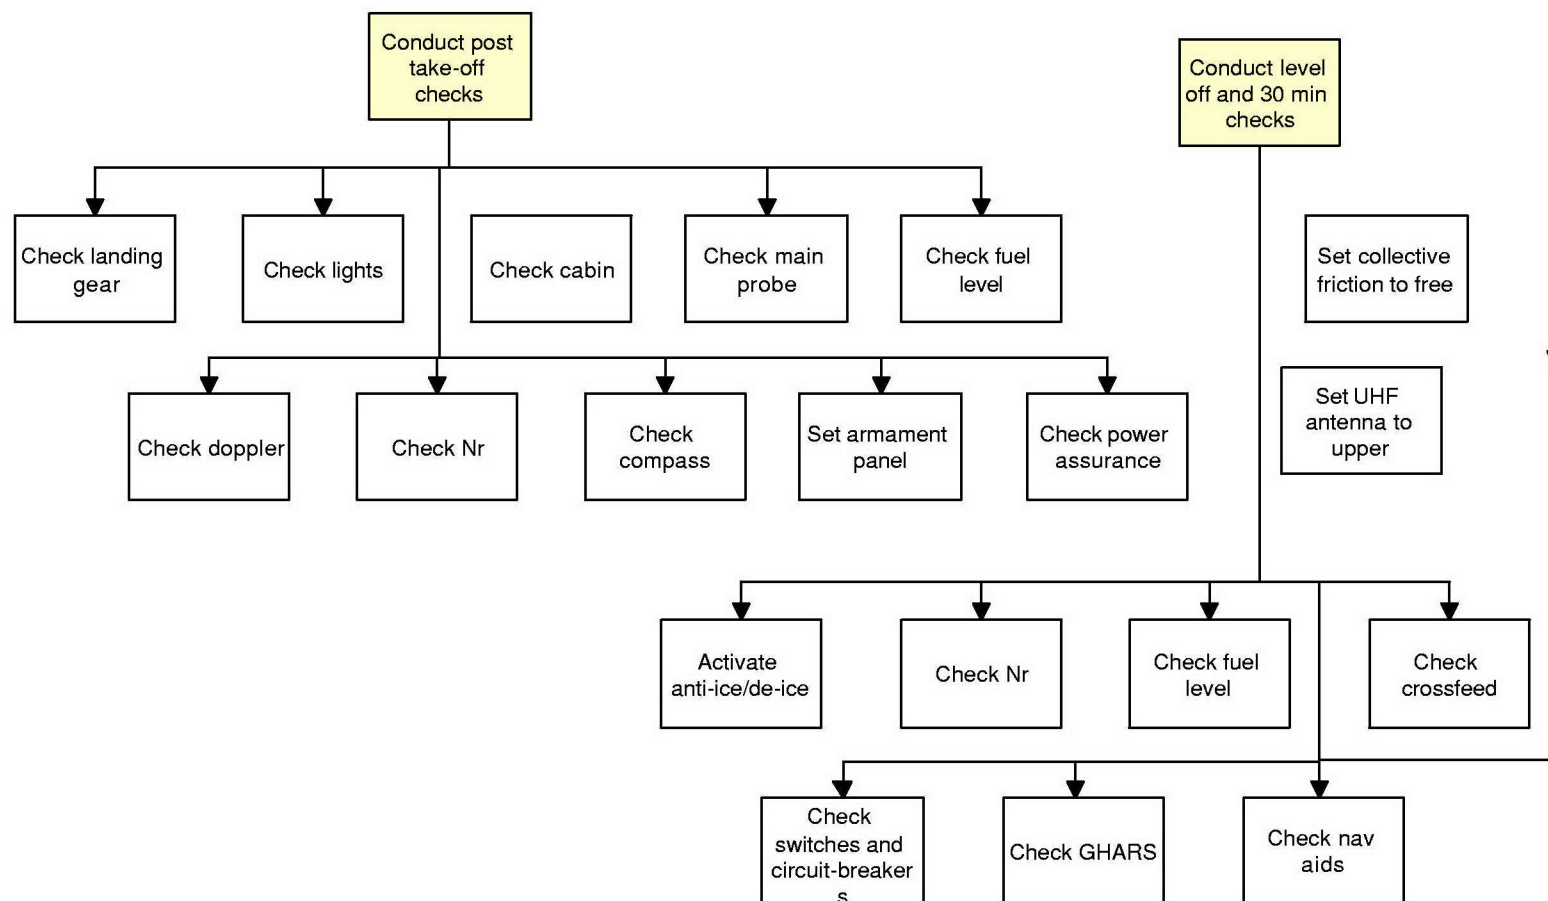 Conduct post
take-off
checks
Conduct level
off and 30 min
checks
Check landing
gear
Check lights
Check cabin
Check main
probe
Check fuel
level
Set collective
friction to free
Check doppler
Check Nr
Check
compass
Set armament
panel
Check power
assurance
Set UHF
antenna to
upper
Activate
anti-ice/de-ice
Check Nr
Check fuel
level
Check
crossfeed
Check
switches and
circuit-breaker
s
Check GHARS
Check nav
aids